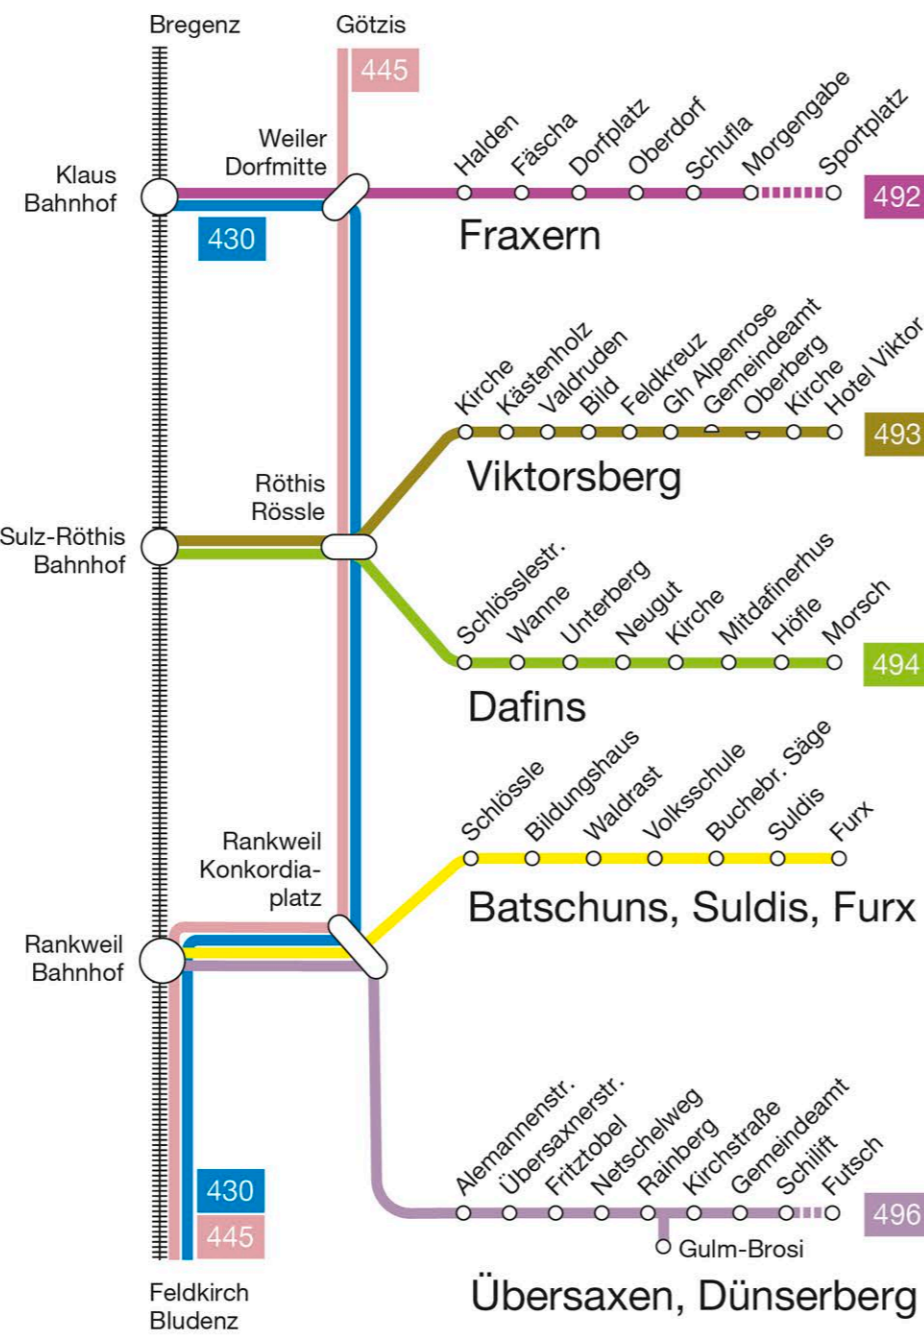 Bregenz
Götzis
445
Weiler
Dorfmitte
Klaus
Bahnhof
430
Halden
Fäscha
Dorfplatz
Oberdorf
Schufla
Morgengabe
Sportplatz
492
Fraxern
Kirche
Kästenholz
Valdruden
Bild
Feldkreuz
Gh Alpenrose
Gemeindeamt
Oberberg
Kirche
Hotel Viktor
493
Viktorsberg
Röthis
Rössle
Sulz-Röthis
Bahnhof
Schlösslestr.
Wanne
Unterberg
Neugut
Kirche
Mitdafinerhus
Höfle
Morsch
494
Dafins
Schlössle
Bildungshaus
Waldrast
Volksschule
Buchebr. Säge
Suldis
Furx
Batschuns, Suldis, Furx
Rankweil
Konkordia-
platz
Rankweil
Bahnhof
Alemannenstr.
Übersaxnerstr.
Fritztobel
Netschelweg
Rainberg
Kirchstraße
Gemeindeamt
Schilift
Futsch
496
Gulm-Brosi
Übersaxen, Dünserberg
430
445
Feldkirch
Bludenz